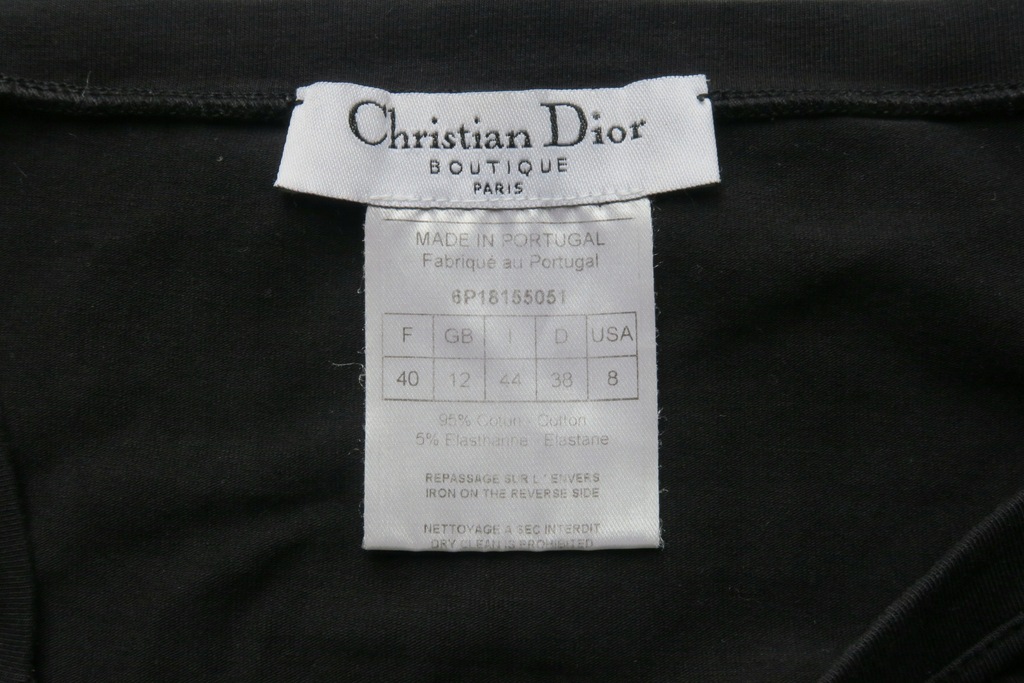 Christian Dior
BOUTIQUE
PARIS
MADE IN PORTUGAL
Fabriqué au Portugal
6P18155051
F GB I D USA
40 12 44 38 8
95% Coton - Cotton
5% Elasthanne - Elastane
REPASSAGE SUR L'ENVERS
IRON ON THE REVERSE SIDE
NETTOYAGE A SEC INTERDIT
DRY CLEAN IS PROHIBITED